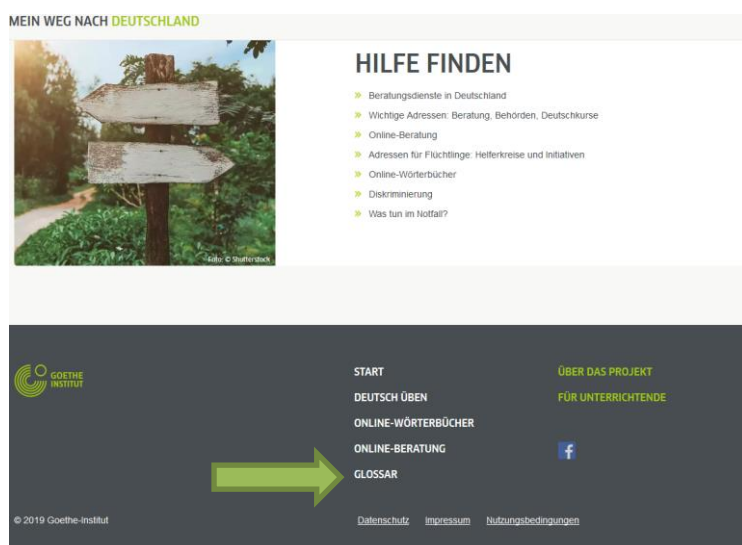 MEIN WEG NACH DEUTSCHLAND
HILFE FINDEN
Beratungsdienste in Deutschland
Wichtige Adressen: Beratung, Behörden, Deutschkurse
Online-Beratung
Adressen für Flüchtlinge: Helferkreise und Initiativen
Online-Wörterbücher
Diskriminierung
Was tun im Notfall?
Foto: © Shutterstock
GOETHE
INSTITUT
START
DEUTSCH ÜBEN
ONLINE-WÖRTERBÜCHER
ONLINE-BERATUNG
GLOSSAR
ÜBER DAS PROJEKT
FÜR UNTERRICHTENDE
f
© 2019 Goethe-Institut
Datenschutz Impressum Nutzungsbedingungen